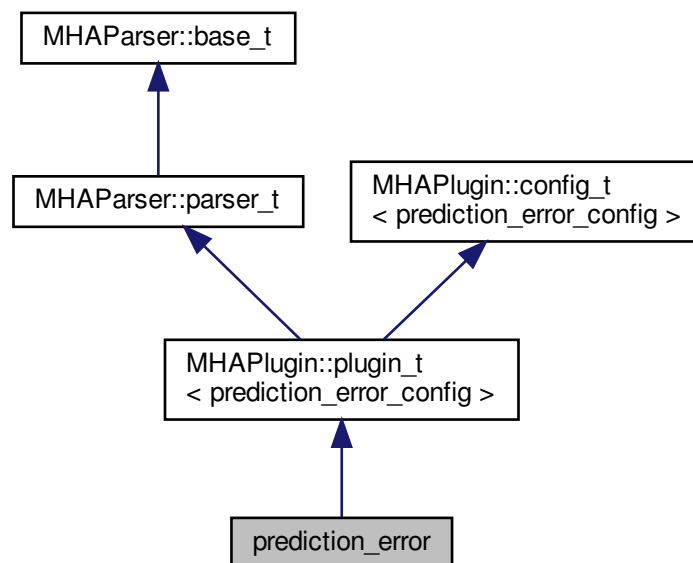 MHAParser::base_t
MHAParser::parser_t
MHAPlugin::config_t
< prediction_error_config >
MHAPlugin::plugin_t
< prediction_error_config >
prediction_error